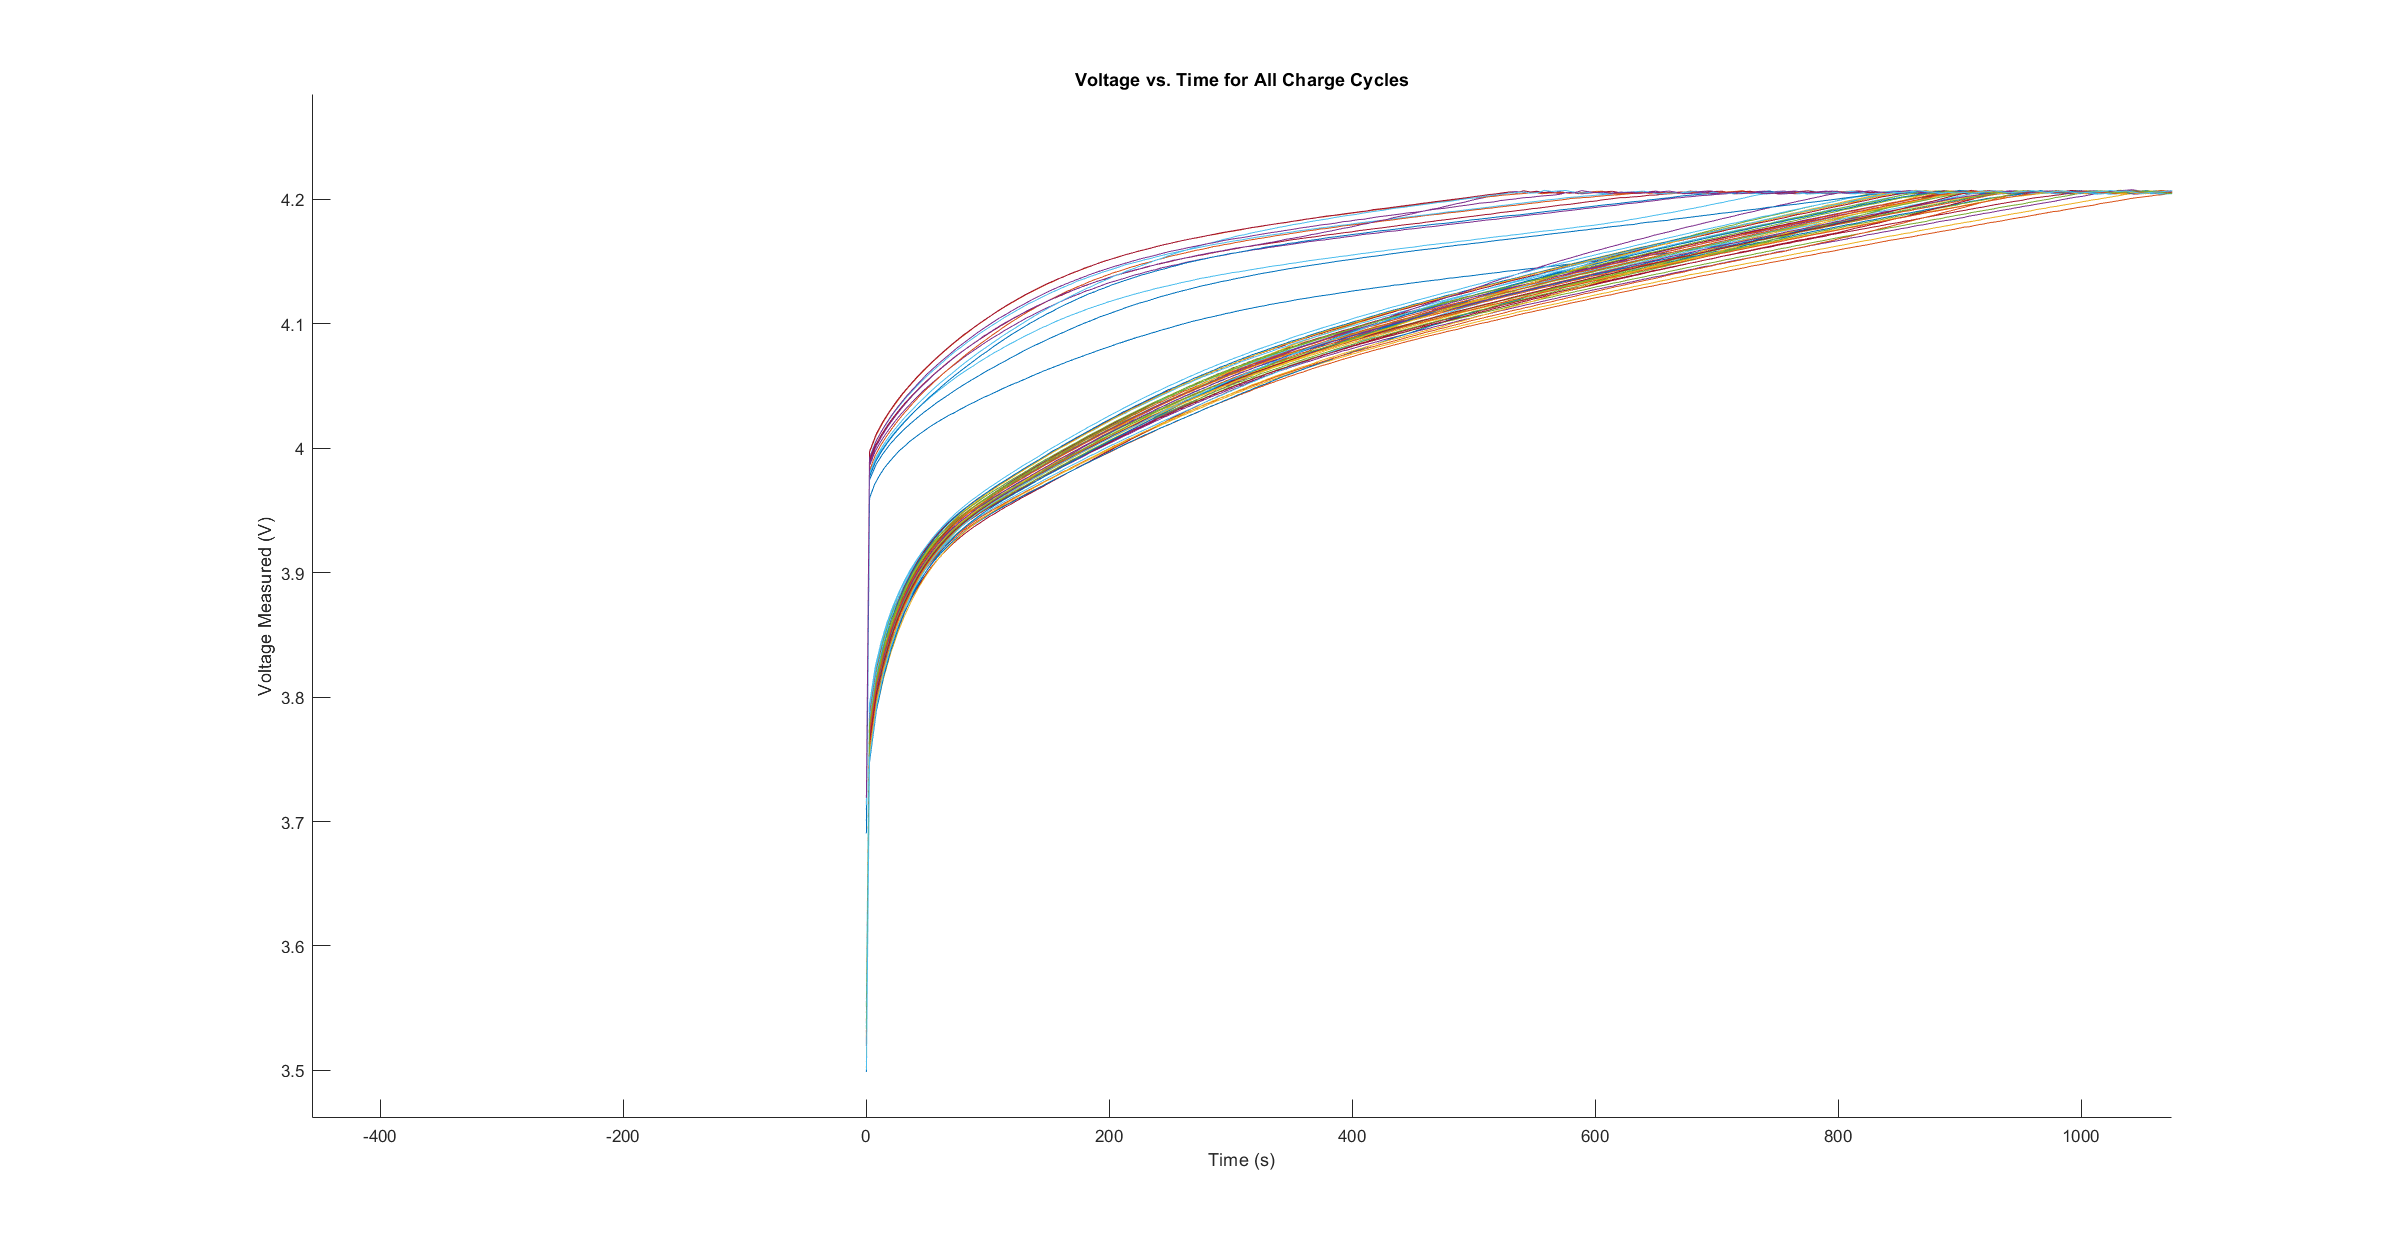 Voltage vs. Time for All Charge Cycles
Voltage Measured (V)
4.2
4.1
4
3.9
3.8
3.7
3.6
3.5
-400 -200 0 200 400 600 800 1000
Time (s)